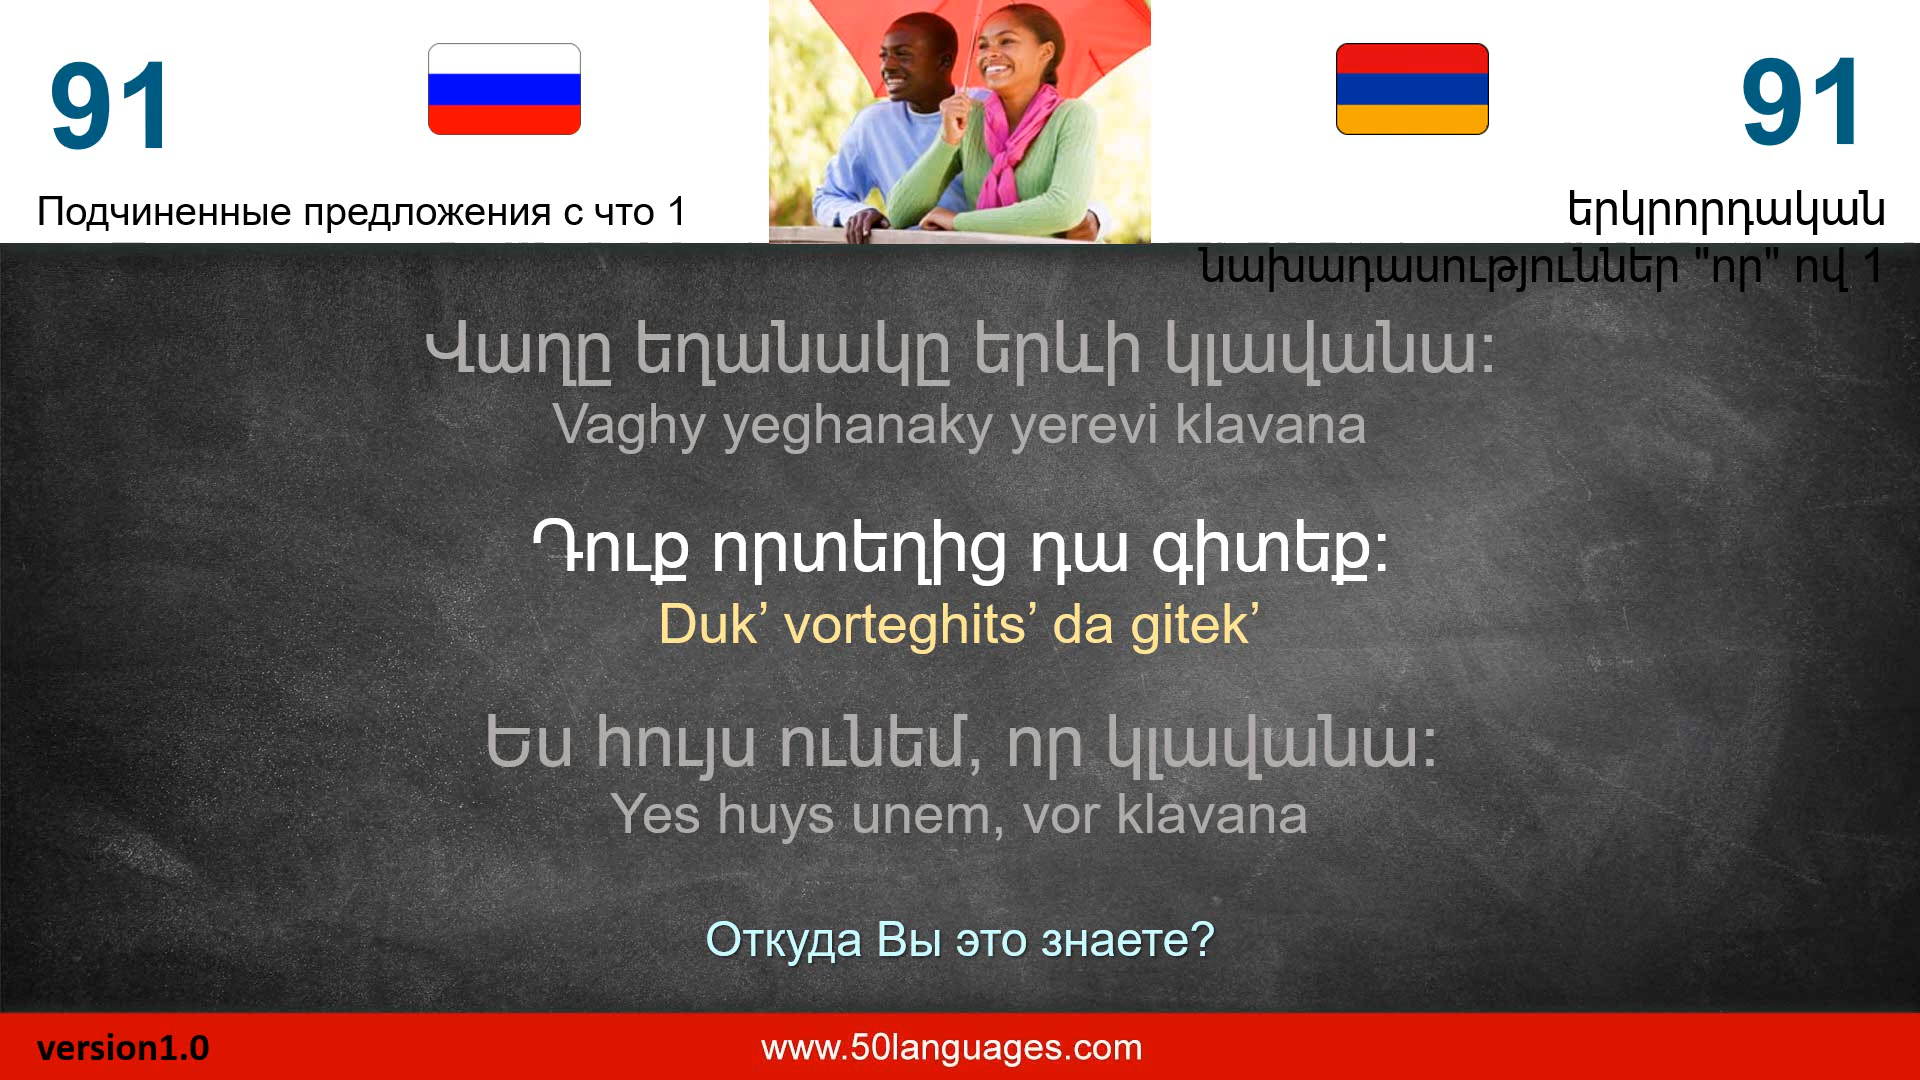 91
91
Подчиненные предложения с что 1
երկրորդական
նախադասություններ "որ" ով 1
Վաղը եղանակը երևի կլավանա:
Vaghy yeghanaky yerevi klavana
Դուք որտեղից դա գիտեք:
Duk’ vorteghits’ da gitek’
Ես հույս ունեմ, որ կլավանա:
Yes huys unem, vor klavana
Откуда Вы это знаете?
version1.0
www.50languages.com